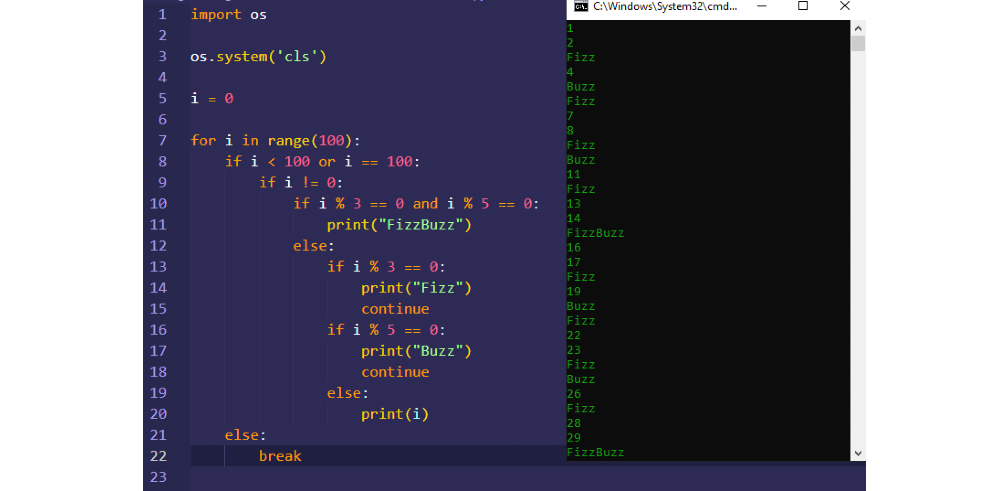 1 import os
2
3 os.system('cls')
4
5 i = 0
6
7 for i in range(100):
8 if i < 100 or i == 100:
9 if i != 0:
10 if i % 3 == 0 and i % 5 == 0:
11 print("FizzBuzz")
12 else:
13 if i % 3 == 0:
14 print("Fizz")
15 continue
16 if i % 5 == 0:
17 print("Buzz")
18 continue
19 else:
20 print(i)
21 else:
22 break
23
C:\Windows\System32\cmd...
1
2
Fizz
4
Buzz
Fizz
7
8
Fizz
Buzz
11
Fizz
13
14
FizzBuzz
16
17
Fizz
19
Buzz
Fizz
22
23
Fizz
Buzz
26
Fizz
28
29
FizzBuzz